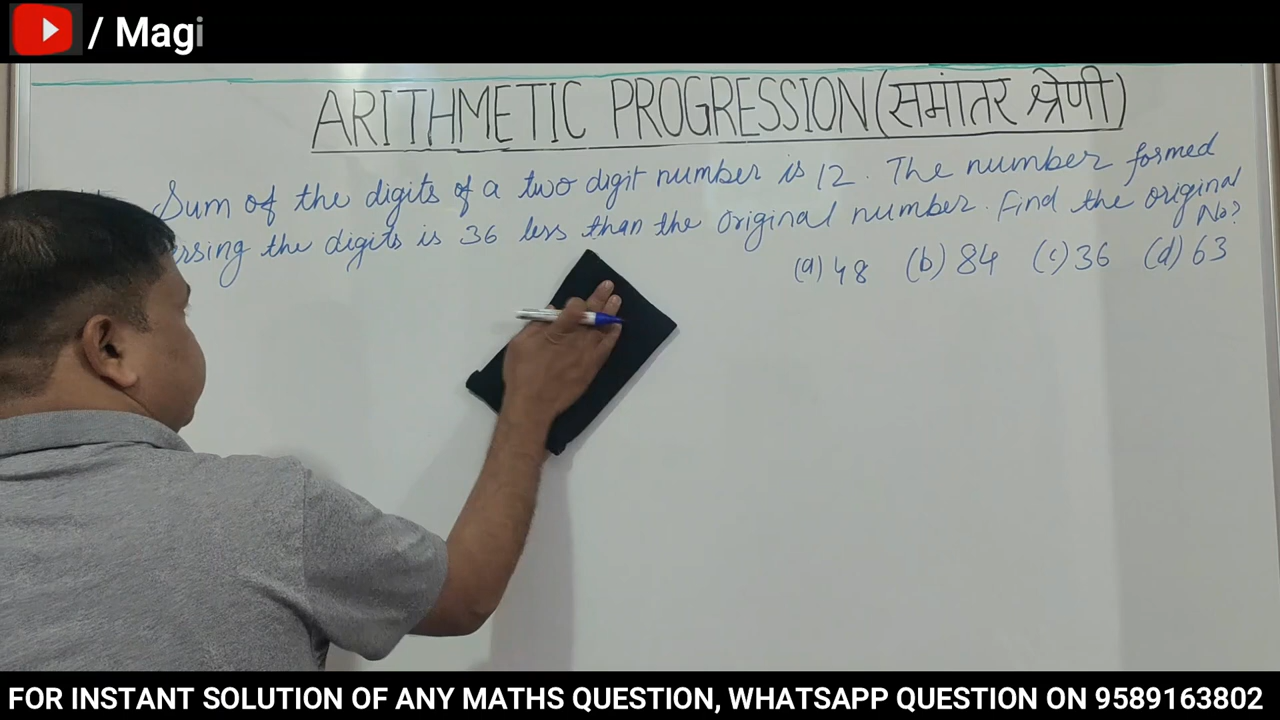 / Magi
ARITHMETIC PROGRESSION (समांतर श्रेणी)
Sum of the digits of a two digit number is 12. The number formed
ersing the digits is 36 less than the original number. Find the original
No?
(a) 48 (b) 84 (c) 36 (d) 63
FOR INSTANT SOLUTION OF ANY MATHS QUESTION, WHATSAPP QUESTION ON 9589163802